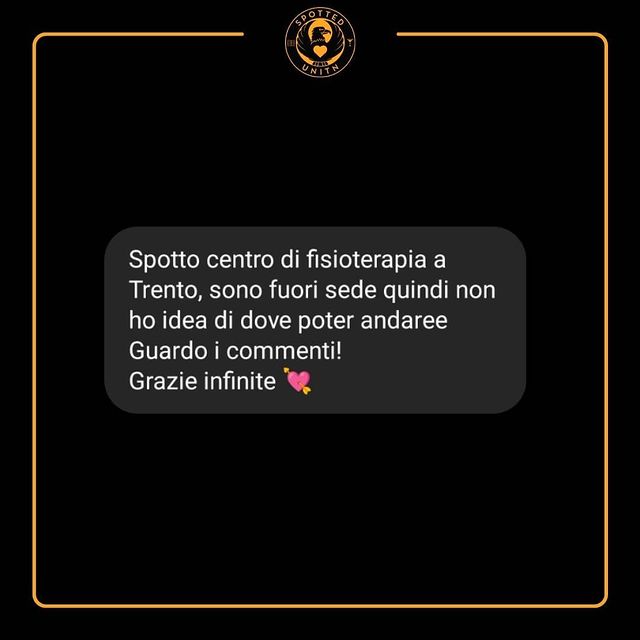 SPOTTED
UNITN
Spotto centro di fisioterapia a
Trento, sono fuori sede quindi non
ho idea di dove poter andaree
Guardo i commenti!
Grazie infinite 💘